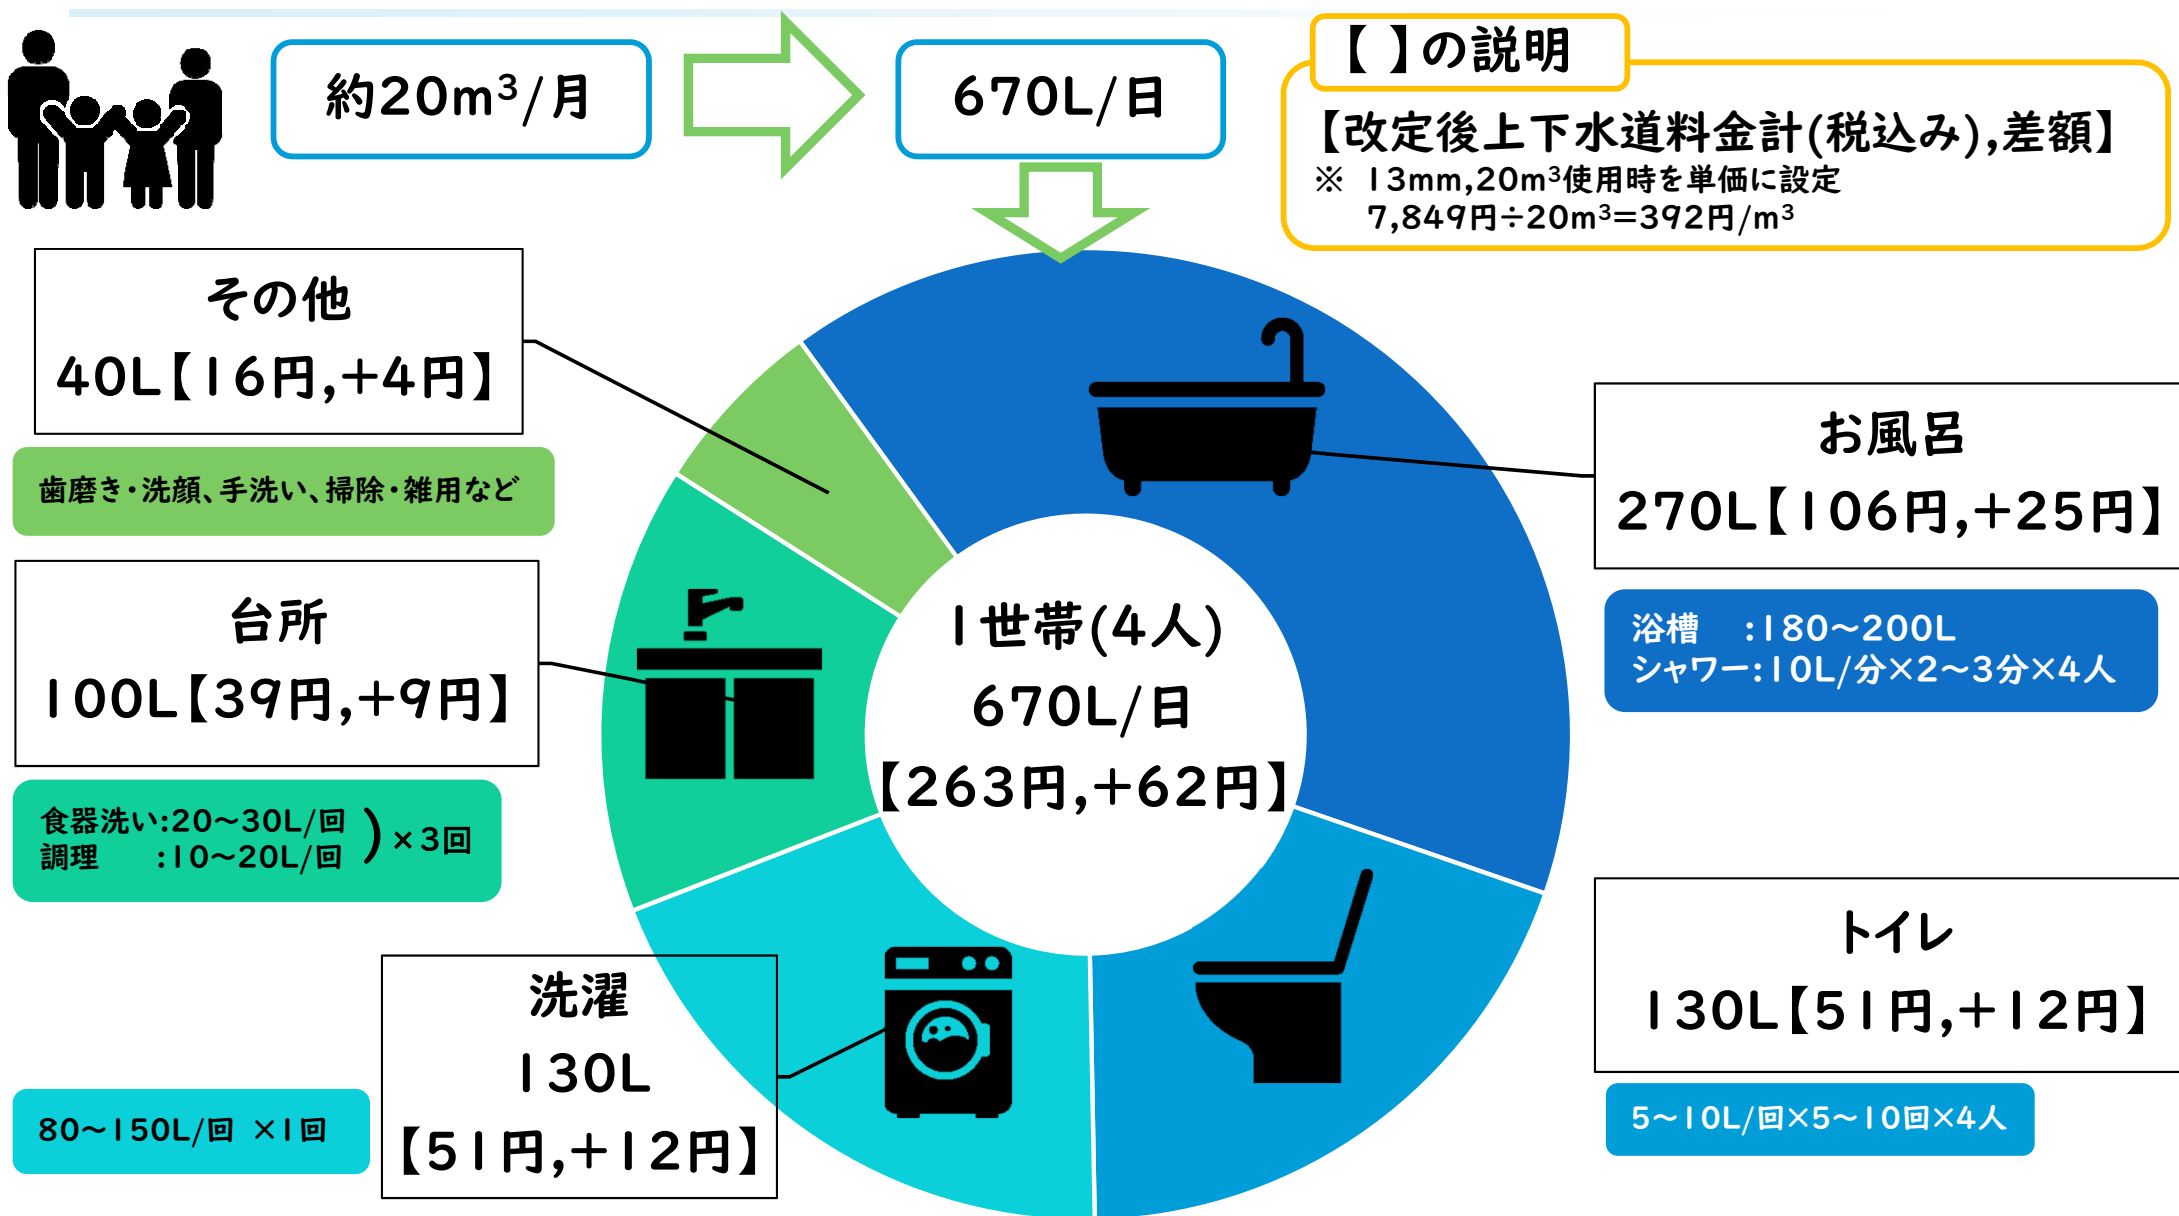 約20m³/月
670L/日
【 】の説明
【改定後上下水道料金計(税込み),差額】
※ 13mm,20m³使用時を単価に設定
7,849円÷20m³=392円/m³
その他
40L【16円,+4円】
歯磨き・洗顔、手洗い、掃除・雑用など
お風呂
270L【106円,+25円】
浴槽 :180～200L
シャワー:10L/分×2～3分×4人
台所
100L【39円,+9円】
食器洗い:20～30L/回
調理 :10～20L/回
)×3回
1世帯(4人)
670L/日
【263円,+62円】
トイレ
130L【51円,+12円】
5～10L/回×5～10回×4人
洗濯
130L
【51円,+12円】
80～150L/回 ×1回